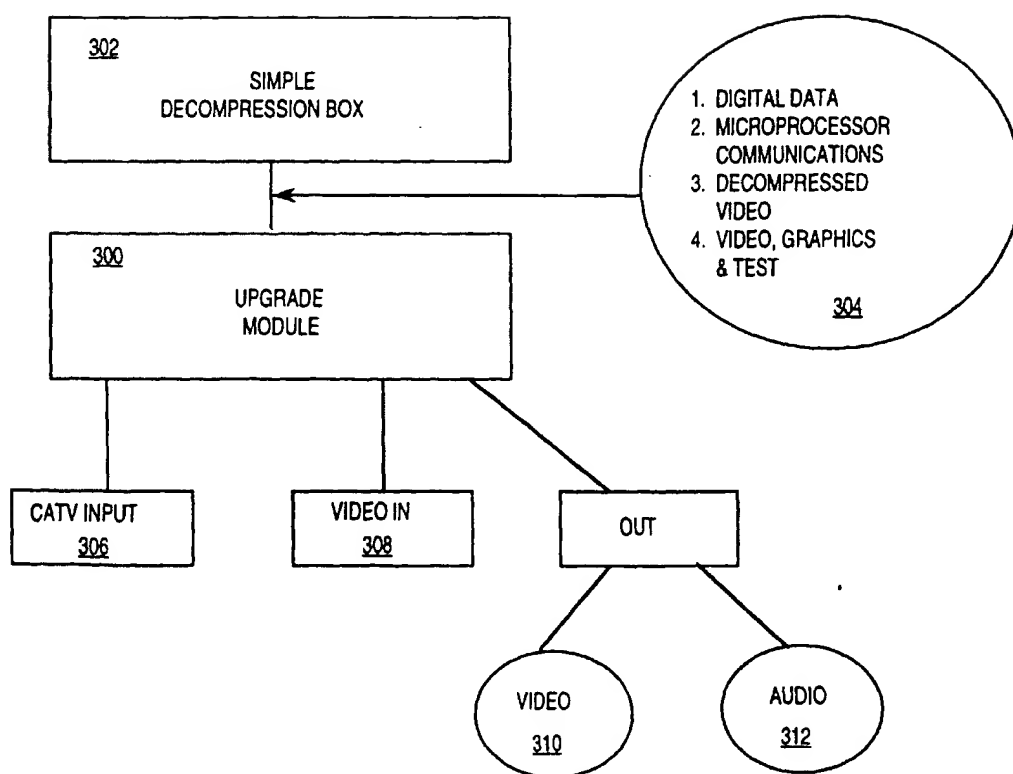 302
SIMPLE
DECOMPRESSION BOX
1. DIGITAL DATA
2. MICROPROCESSOR
COMMUNICATIONS
3. DECOMPRESSED
VIDEO
4. VIDEO, GRAPHICS
& TEST
304
300
UPGRADE
MODULE
CATV INPUT
306
VIDEO IN
308
OUT
VIDEO
310
AUDIO
312